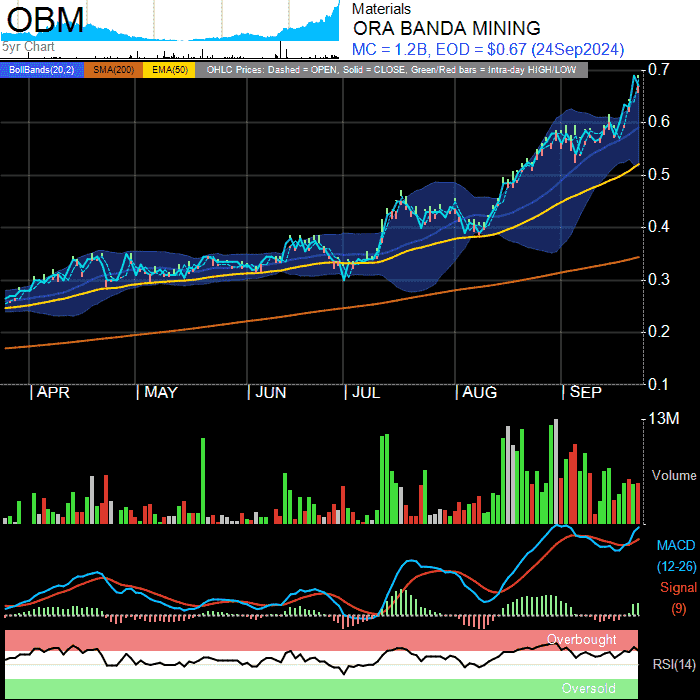 OBM
5yr Chart
Materials
ORA BANDA MINING
MC = 1.2B, EOD = $0.67 (24Sep2024)
BollBands(20,2) SMA(200) EMA(50) OHLC Prices: Dashed = OPEN, Solid = CLOSE, Green/Red bars = Intra-day HIGH/LOW
0.7
0.6
0.5
0.4
0.3
0.2
0.1
APR MAY JUN JUL AUG SEP
13M
Volume
MACD
(12-26)
Signal
(9)
Overbought
RSI(14)
Oversold